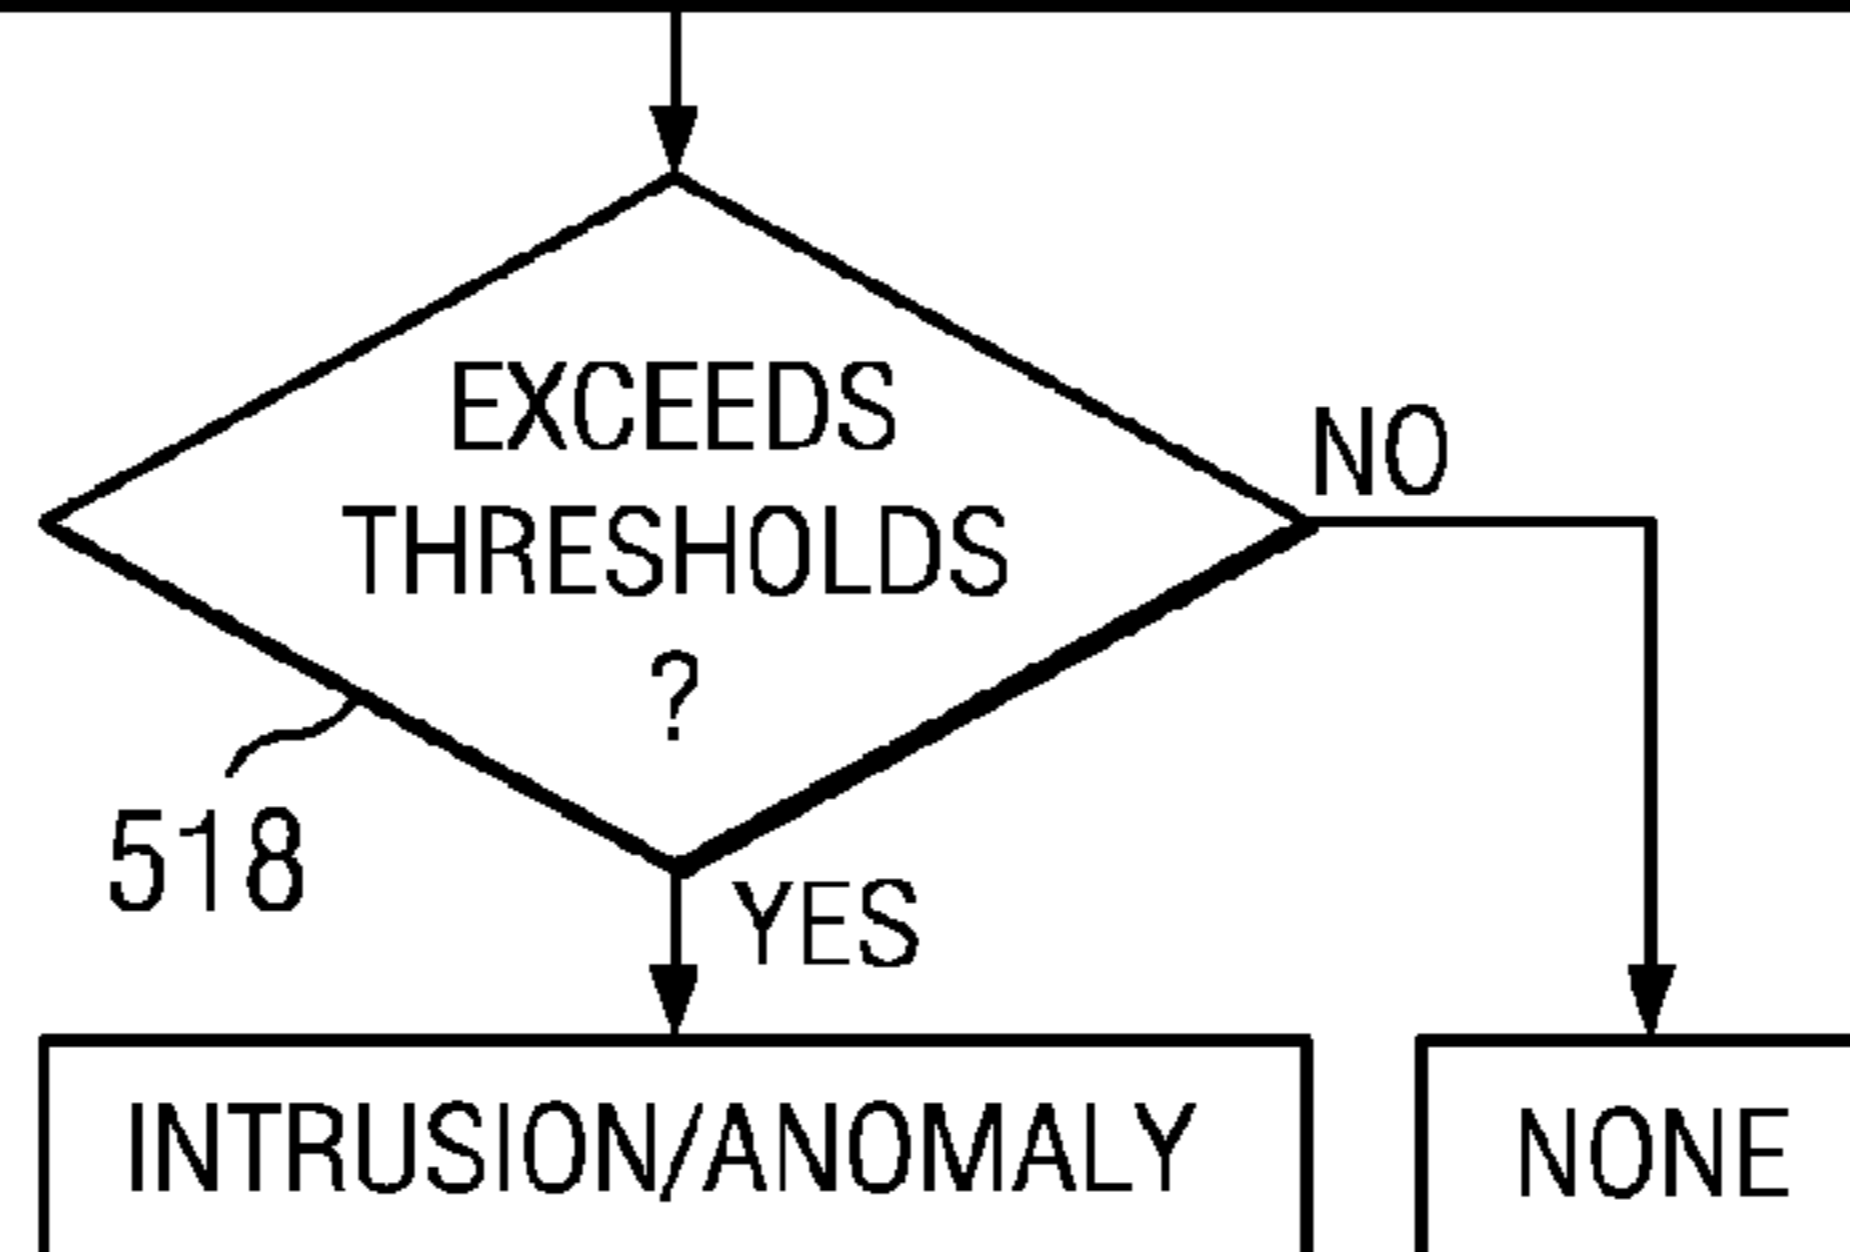 EXCEEDS
THRESHOLDS
?
NO
518
YES
INTRUSION/ANOMALY
NONE